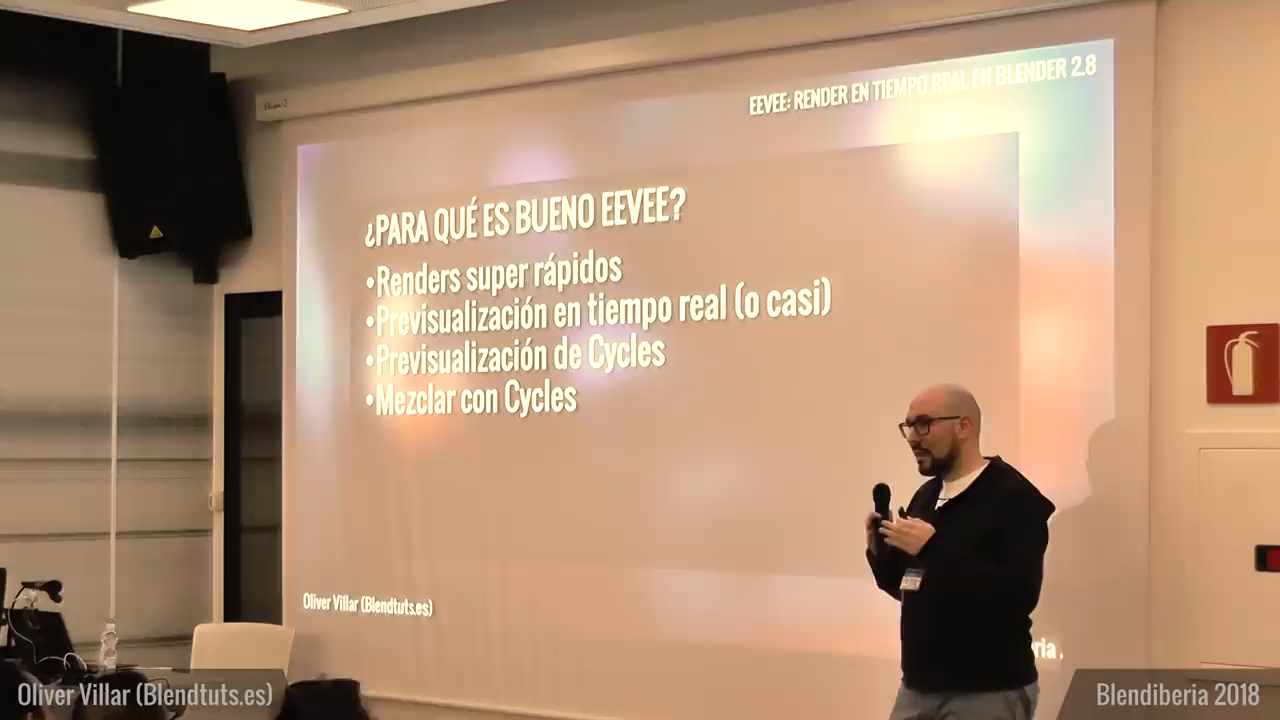 EEVEE: RENDER EN TIEMPO REAL EN BLENDER 2.8
¿PARA QUÉ ES BUENO EEVEE?
•Renders super rápidos
•Previsualización en tiempo real (o casi)
•Previsualización de Cycles
•Mezclar con Cycles
Oliver Villar (Blendtuts.es)
ria.
Oliver Villar (Blendtuts.es)
Blendiberia 2018